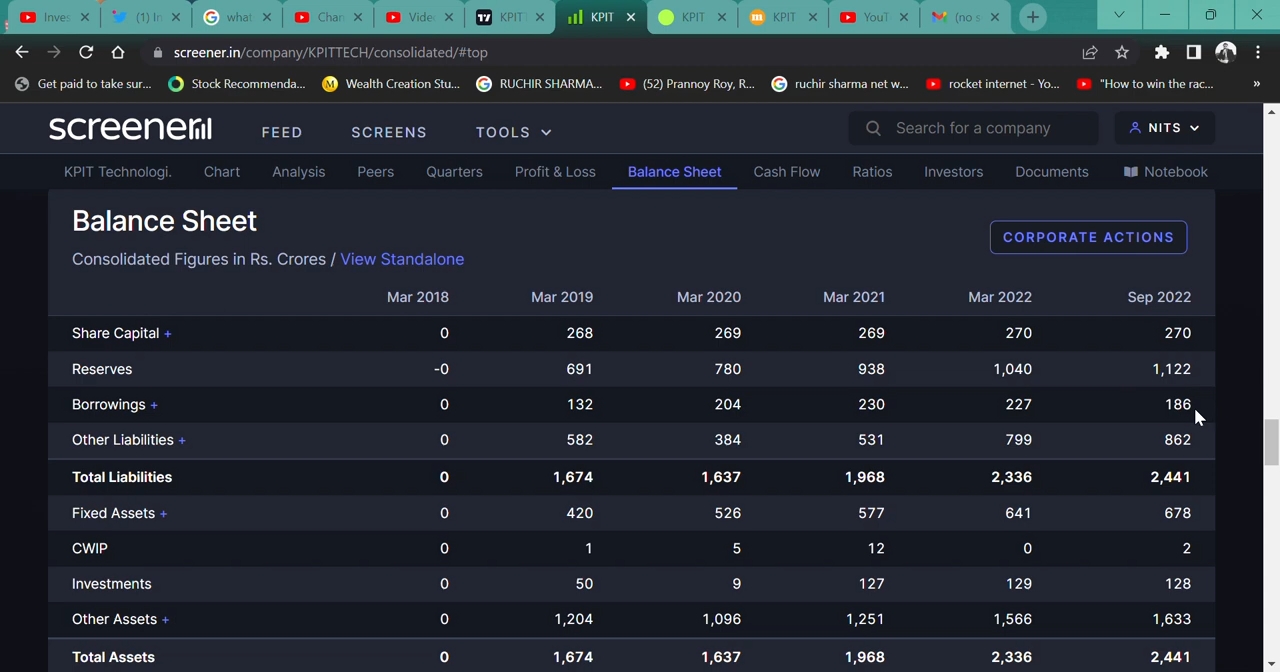 Inves
(1) In
what
Chan
Vide
KPIT
KPIT
KPIT
KPIT
YouT
(no s
screener.in/company/KPITTECH/consolidated/#top
Get paid to take sur... Stock Recommenda... Wealth Creation Stu... RUCHIR SHARMA... (52) Prannoy Roy, R... ruchir sharma net w... rocket internet - Yo... "How to win the rac... »
screener FEED SCREENS TOOLS Search for a company NITS
KPIT Technologi. Chart Analysis Peers Quarters Profit & Loss Balance Sheet Cash Flow Ratios Investors Documents Notebook
Balance Sheet
CORPORATE ACTIONS
Consolidated Figures in Rs. Crores / View Standalone
Mar 2018 Mar 2019 Mar 2020 Mar 2021 Mar 2022 Sep 2022
Share Capital + 0 268 269 269 270 270
Reserves -0 691 780 938 1,040 1,122
Borrowings + 0 132 204 230 227 186
Other Liabilities + 0 582 384 531 799 862
Total Liabilities 0 1,674 1,637 1,968 2,336 2,441
Fixed Assets + 0 420 526 577 641 678
CWIP 0 1 5 12 0 2
Investments 0 50 9 127 129 128
Other Assets + 0 1,204 1,096 1,251 1,566 1,633
Total Assets 0 1,674 1,637 1,968 2,336 2,441